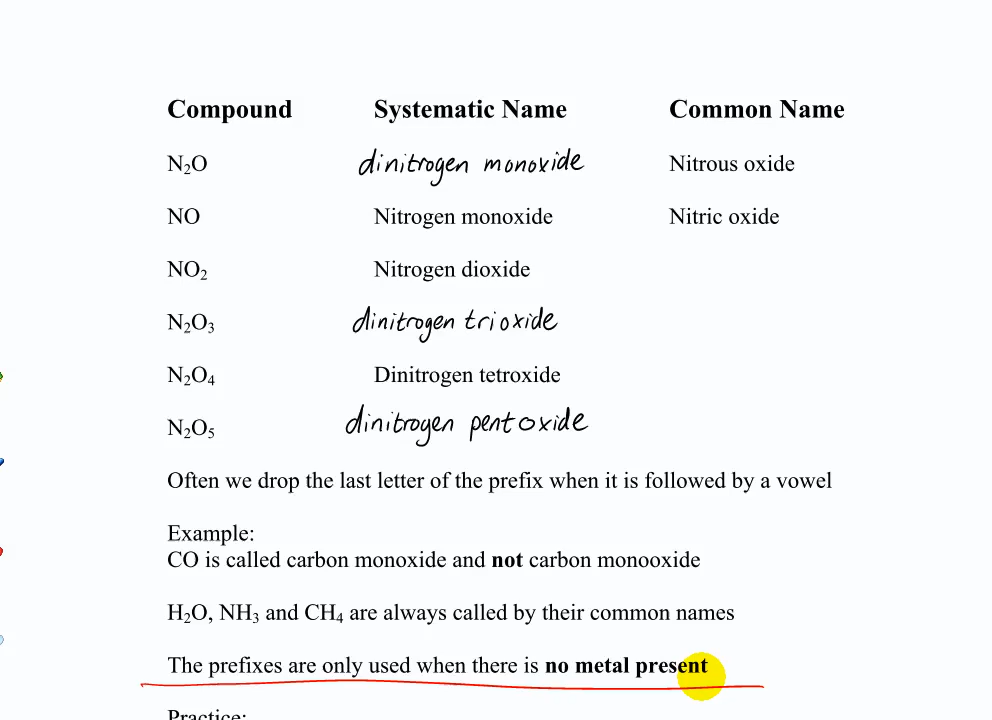 Compound Systematic Name Common Name
N₂O dinitrogen monoxide Nitrous oxide
NO Nitrogen monoxide Nitric oxide
NO₂ Nitrogen dioxide
N₂O₃ dinitrogen trioxide
N₂O₄ Dinitrogen tetroxide
N₂O₅ dinitrogen pentoxide
Often we drop the last letter of the prefix when it is followed by a vowel
Example:
CO is called carbon monoxide and not carbon monooxide
H₂O, NH₃ and CH₄ are always called by their common names
The prefixes are only used when there is no metal present
Practice: